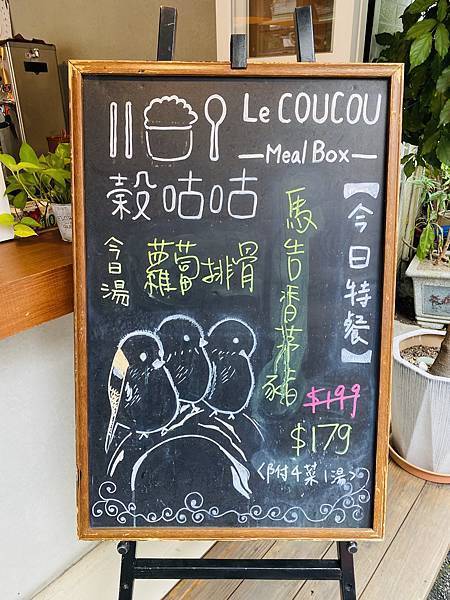 Le COUCOU
—Meal Box—
穀咕咕
【今日特餐】
馬告香茅豬
$199
$179
<附4菜1湯>
今日湯
蘿蔔排骨